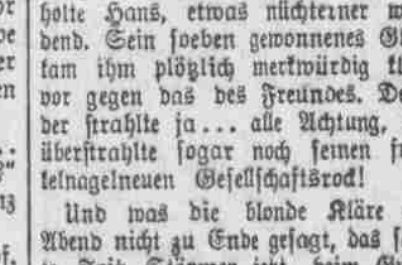 holte Hans, etwas nüchterner
bend. Sein soeben gewonnenes
kam ihm plötzlich merkwürdig
vor gegen das des Freundes.
der strahlte ja... alle Achtung,
überstrahlte sogar noch seinen
kelnagelneuen Gesellschaftsrock!
Und was die blonde Kläre
Abend nicht zu Ende gesagt, das